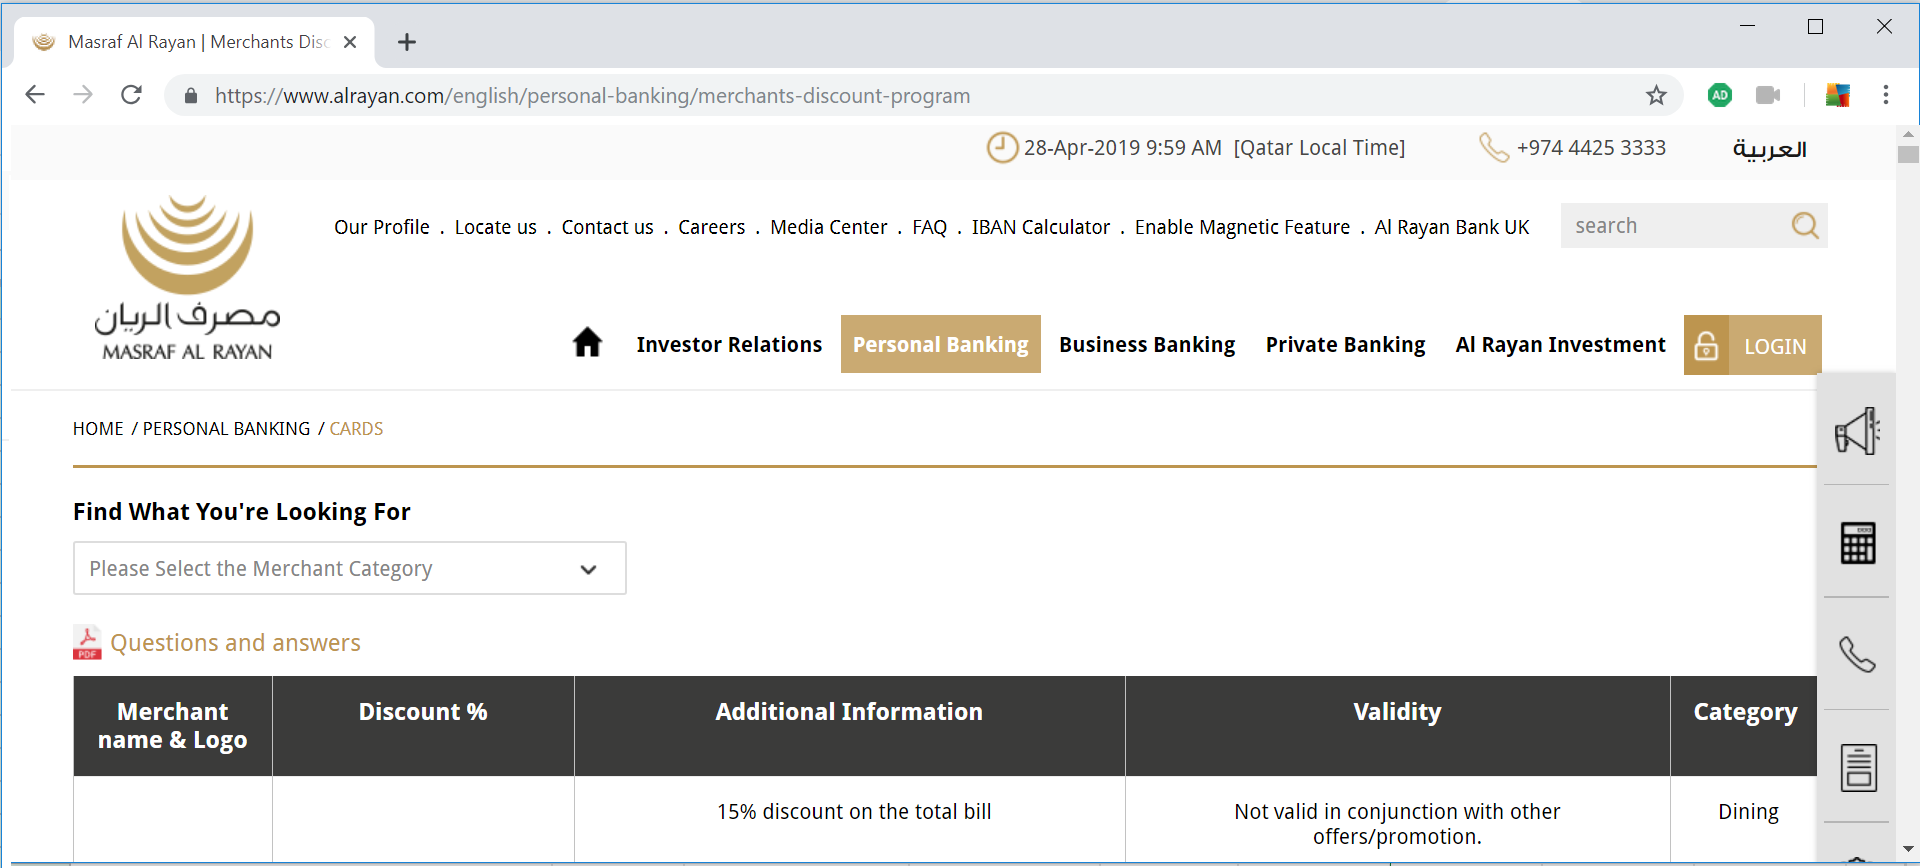 Masraf Al Rayan | Merchants Disc
https://www.alrayan.com/english/personal-banking/merchants-discount-program
AD
28-Apr-2019 9:59 AM [Qatar Local Time]
+974 4425 3333
العربية
مصرف الريان
MASRAF AL RAYAN
Our Profile . Locate us . Contact us . Careers . Media Center . FAQ . IBAN Calculator . Enable Magnetic Feature . Al Rayan Bank UK
search
Investor Relations
Personal Banking
Business Banking
Private Banking
Al Rayan Investment
LOGIN
HOME / PERSONAL BANKING / CARDS
Find What You're Looking For
Please Select the Merchant Category
PDF
Questions and answers
Merchant
name & Logo
Discount %
Additional Information
Validity
Category
15% discount on the total bill
Not valid in conjunction with other
offers/promotion.
Dining